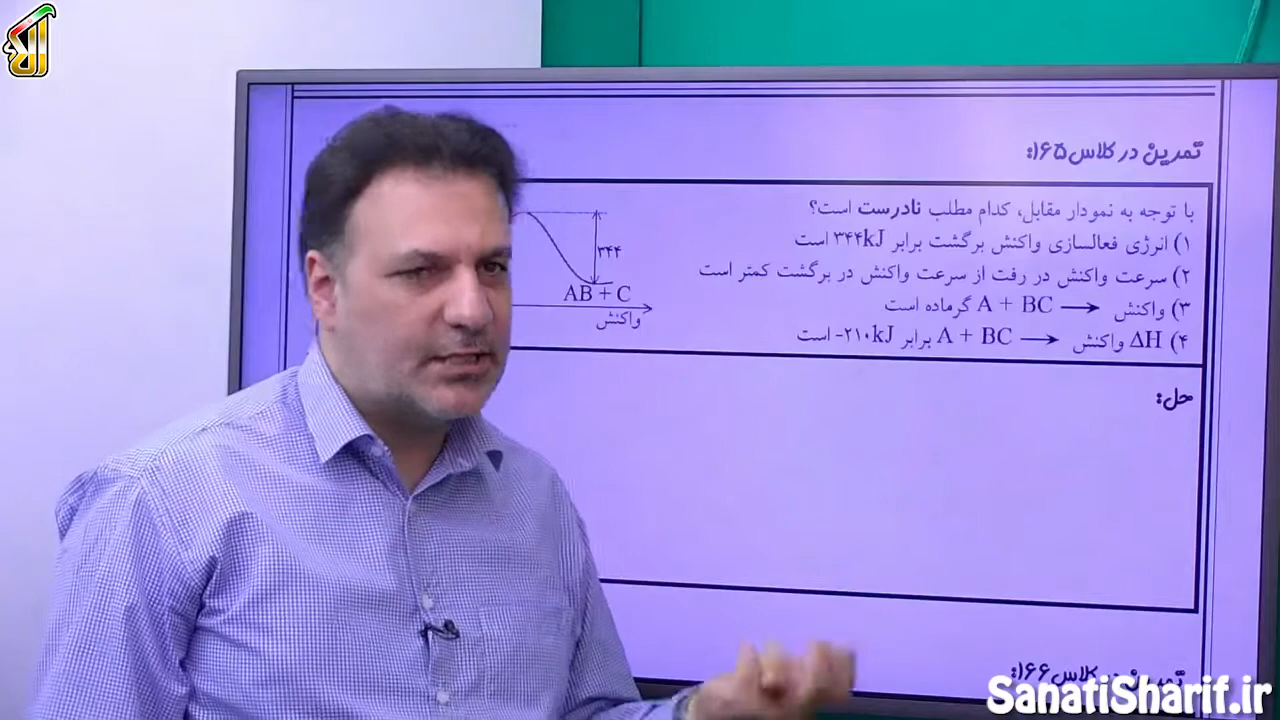 تمرین در کلاس ۱۶۵:
با توجه به نمودار مقابل، کدام مطلب نادرست است؟
۱) انرژی فعالسازی واکنش برگشت برابر ۳۴۴kJ است
۲) سرعت واکنش در رفت از سرعت واکنش در برگشت کمتر است
۳) واکنش A + BC ⟶ گرماده است
۴) ΔH واکنش A + BC ⟶ برابر ۲۱۰kJ- است
۳۴۴
AB + C
واکنش
حل:
کلاس ۱۶۶:
SanatiSharif.ir